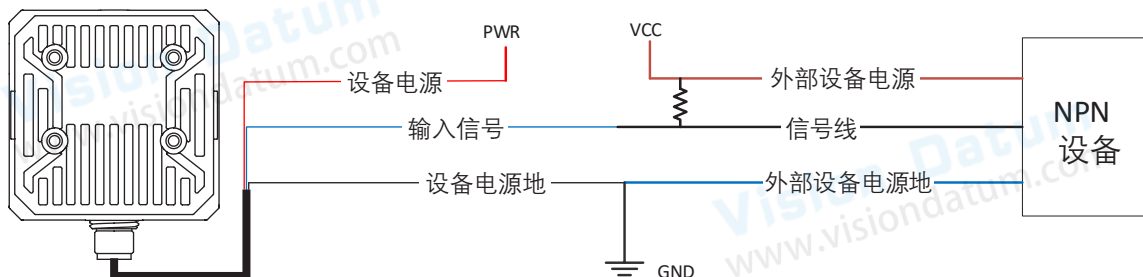 PWR
VCC
设备电源
外部设备电源
输入信号
信号线
NPN
设备
设备电源地
外部设备电源地
GND
Vision Datum
www.visiondatum.com
Vision Datum
www.visiondatum.com